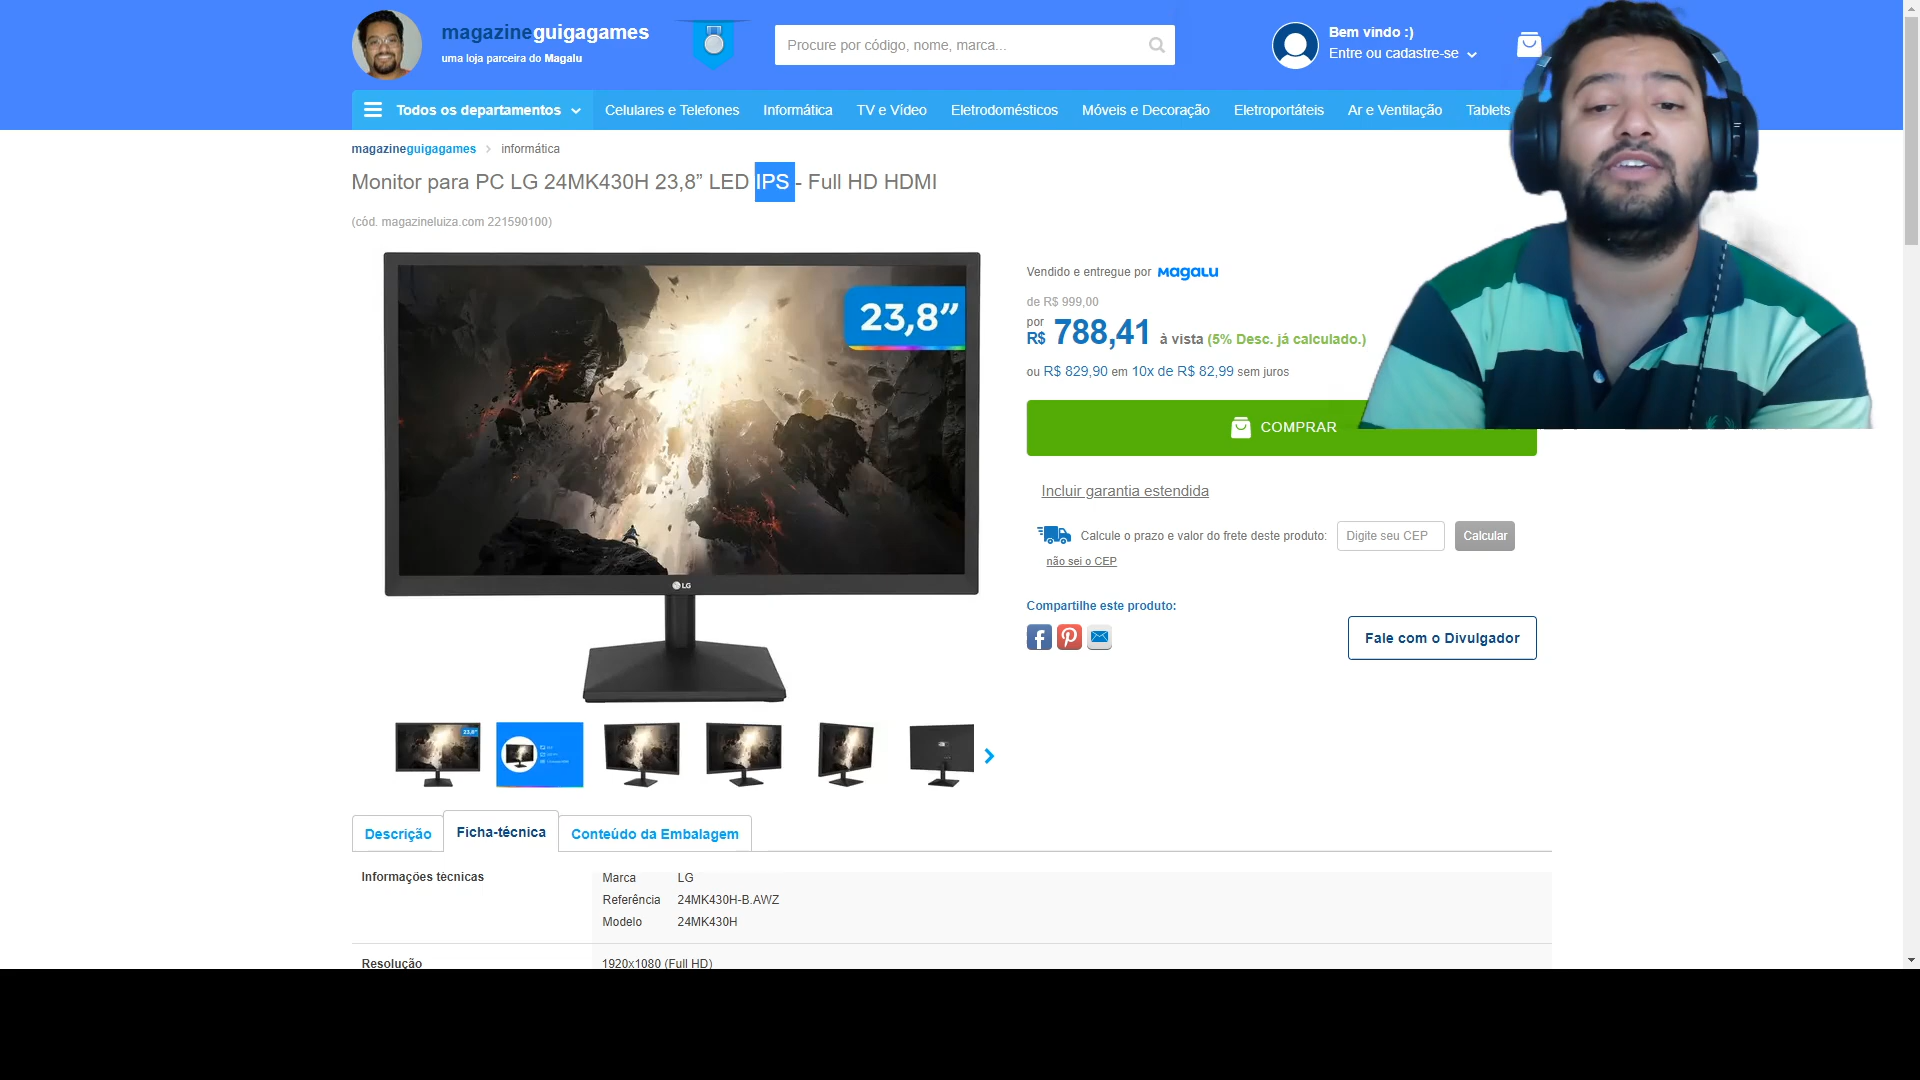 magazineguigagames
uma loja parceira do Magalu
Procure por código, nome, marca...
Bem vindo :)
Entre ou cadastre-se
Todos os departamentos
Celulares e Telefones
Informática
TV e Vídeo
Eletrodomésticos
Móveis e Decoração
Eletroportáteis
Ar e Ventilação
Tablets
magazineguigagames > informática
Monitor para PC LG 24MK430H 23,8” LED IPS - Full HD HDMI
(cód. magazineluiza.com 221590100)
23,8”
LG
Vendido e entregue por Magalu
de R$ 999,00
por
R$ 788,41 à vista (5% Desc. já calculado.)
ou R$ 829,90 em 10x de R$ 82,99 sem juros
COMPRAR
Incluir garantia estendida
Calcule o prazo e valor do frete deste produto:
Digite seu CEP
Calcular
não sei o CEP
Compartilhe este produto:
Fale com o Divulgador
23,8”
Descrição
Ficha-técnica
Conteúdo da Embalagem
Informações técnicas
Marca LG
Referência 24MK430H-B.AWZ
Modelo 24MK430H
Resolução
1920x1080 (Full HD)